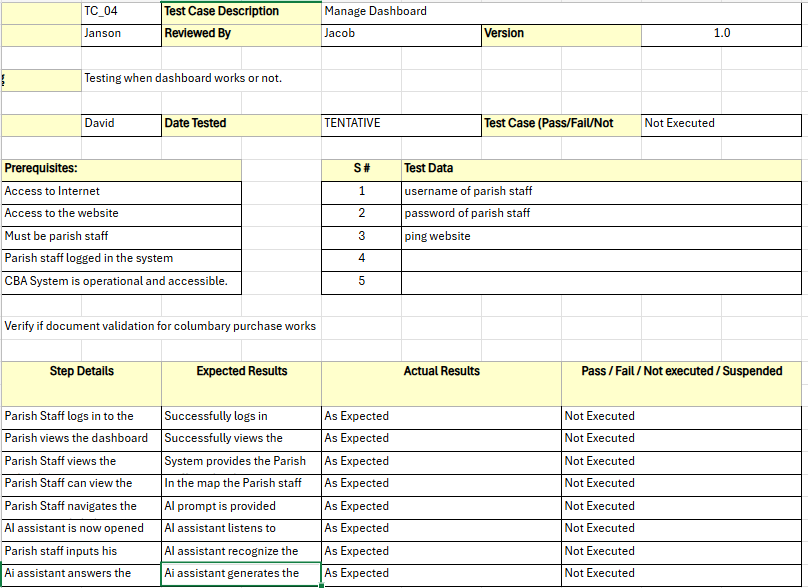 TC_04 Test Case Description Manage Dashboard
Janson Reviewed By Jacob Version 1.0
Testing when dashboard works or not.
David Date Tested TENTATIVE Test Case (Pass/Fail/Not Not Executed
Prerequisites: S # Test Data
Access to Internet 1 username of parish staff
Access to the website 2 password of parish staff
Must be parish staff 3 ping website
Parish staff logged in the system 4
CBA System is operational and accessible. 5
Verify if document validation for columbary purchase works
Step Details Expected Results Actual Results Pass / Fail / Not executed / Suspended
Parish Staff logs in to the Successfully logs in As Expected Not Executed
Parish views the dashboard Successfully views the As Expected Not Executed
Parish Staff views the System provides the Parish As Expected Not Executed
Parish Staff can view the In the map the Parish staff As Expected Not Executed
Parish Staff navigates the AI prompt is provided As Expected Not Executed
AI assistant is now opened AI assistant listens to As Expected Not Executed
Parish staff inputs his AI assistant recognize the As Expected Not Executed
Ai assistant answers the Ai assistant generates the As Expected Not Executed